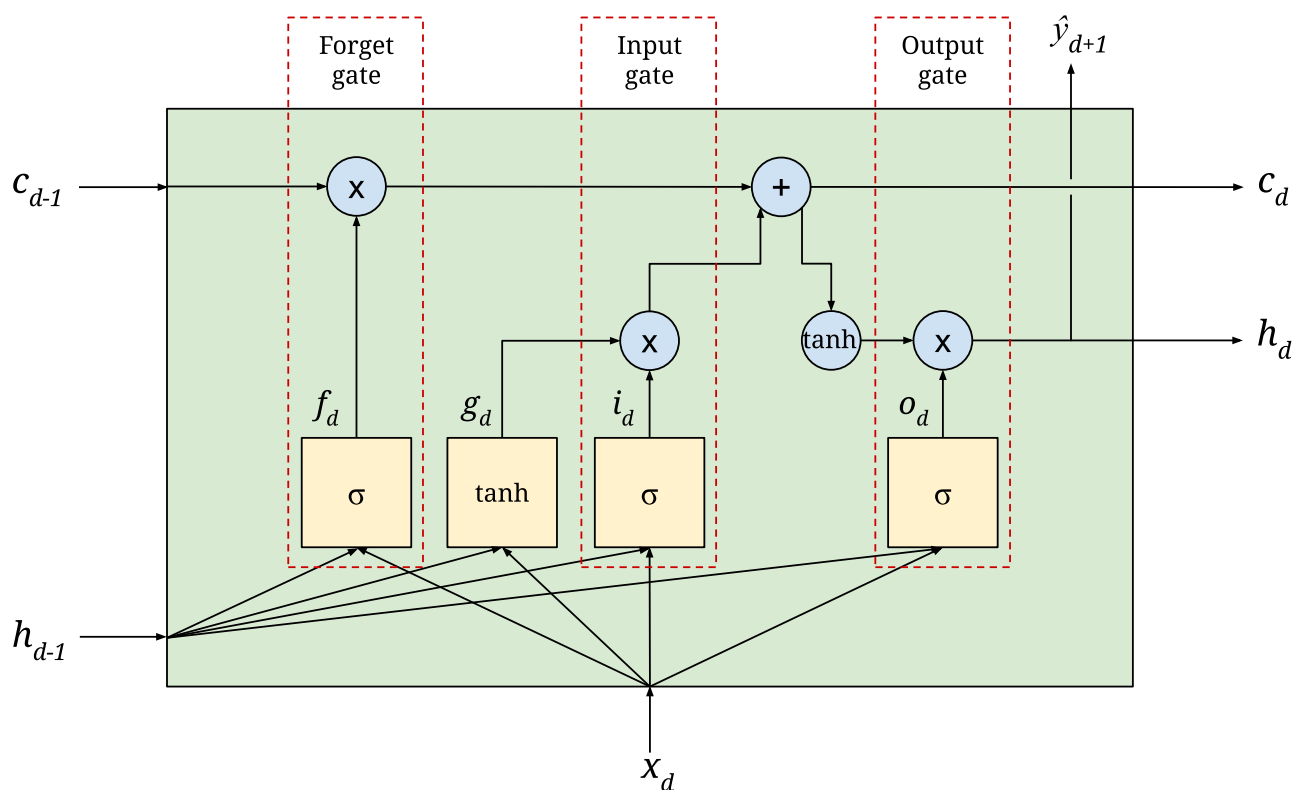 Forget
gate
Input
gate
Output
gate
ŷd+1
cd-1
x
+
cd
x
tanh
x
hd
fd
gd
id
od
σ
tanh
σ
σ
hd-1
xd